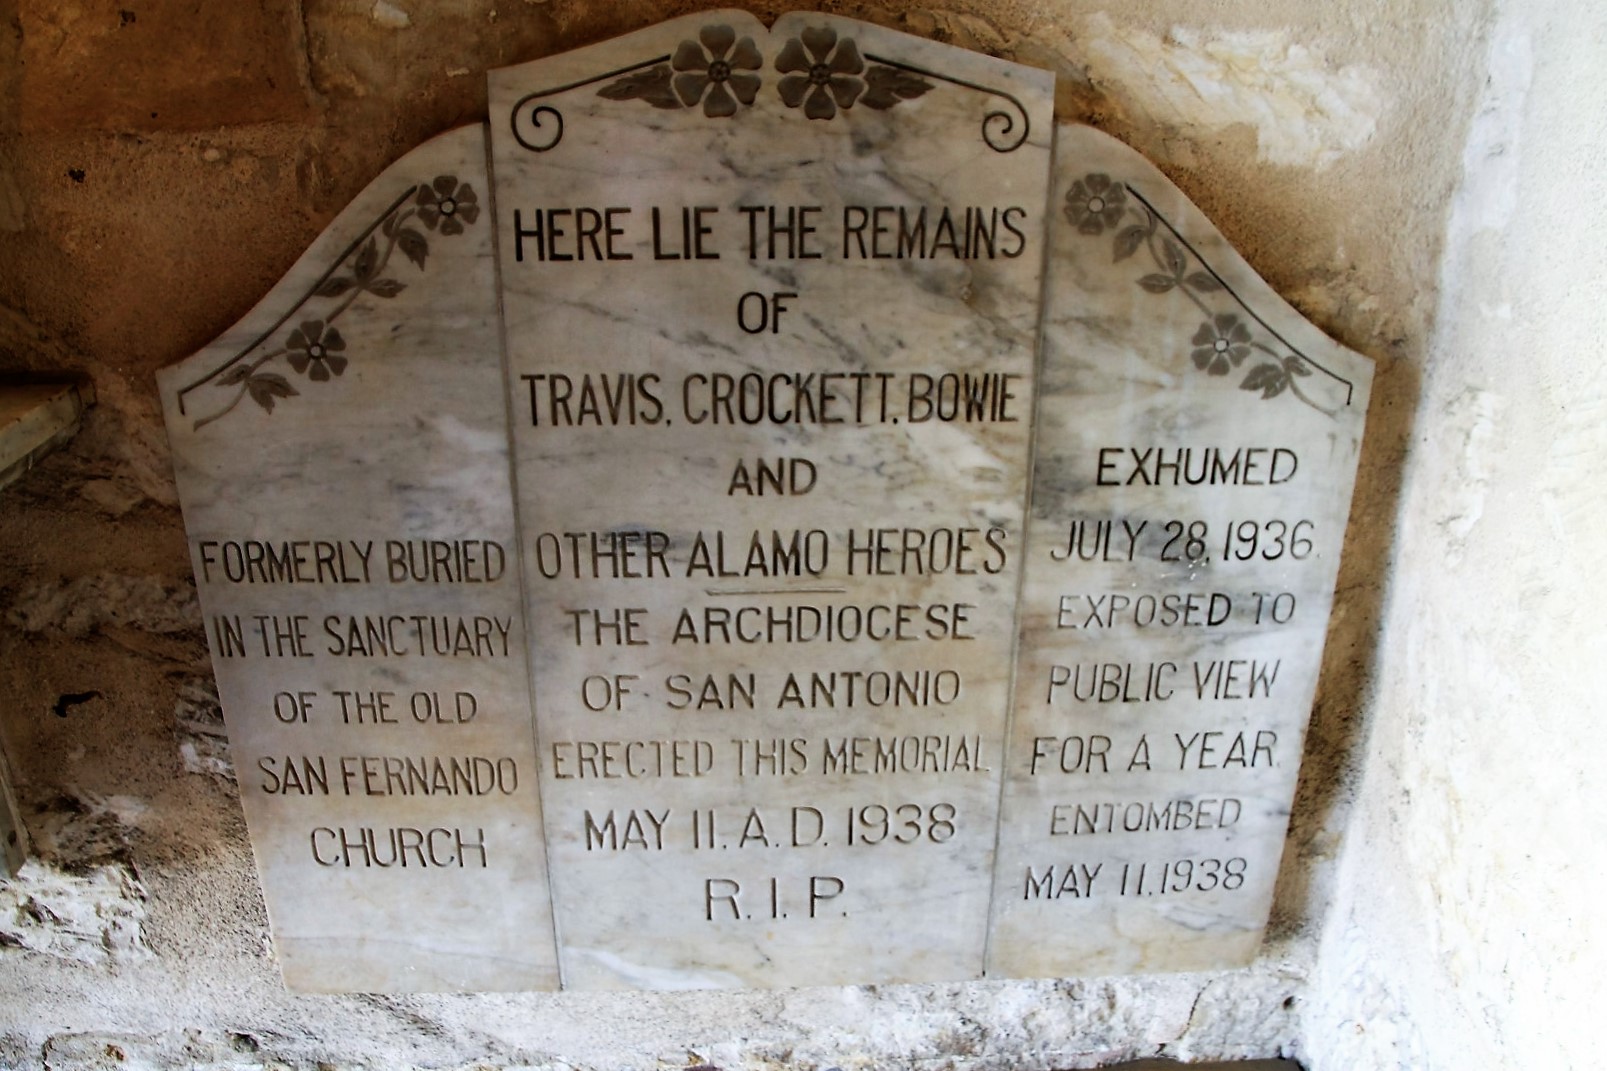 FORMERLY BURIED
IN THE SANCTUARY
OF THE OLD
SAN FERNANDO
CHURCH
HERE LIE THE REMAINS
OF
TRAVIS, CROCKETT, BOWIE
AND
OTHER ALAMO HEROES
THE ARCHDIOCESE
OF SAN ANTONIO
ERECTED THIS MEMORIAL
MAY 11. A. D. 1938
R. I. P.
EXHUMED
JULY 28, 1936.
EXPOSED TO
PUBLIC VIEW
FOR A YEAR.
ENTOMBED
MAY 11. 1938